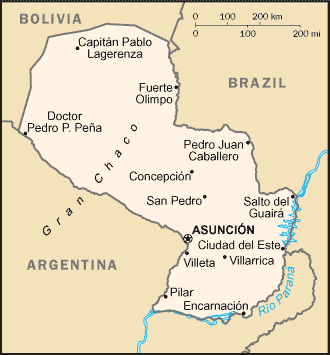 BOLIVIA
0 100 200 km
0 100 200 mi
Capitán Pablo
Lagerenza
BRAZIL
Fuerte
Olimpo
Doctor
Pedro P. Peña
Gran Chaco
Pedro Juan
Caballero
Concepción
San Pedro
Salto del
Guairá
ASUNCIÓN
Ciudad del Este
ARGENTINA
Villeta
Villarrica
Pilar
Encarnación
Río Paraná